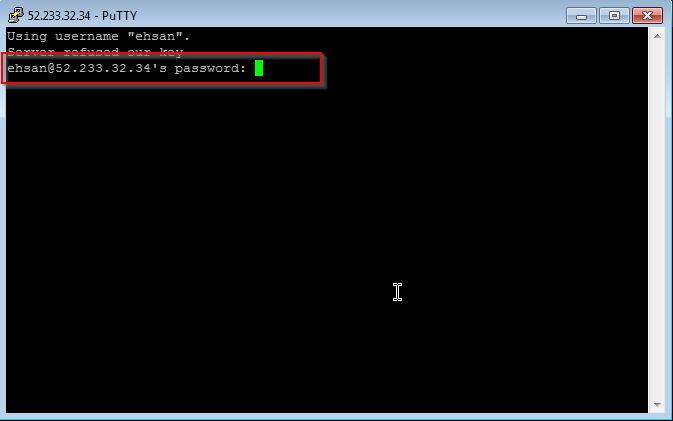 52.233.32.34 - PuTTY
Using username "ehsan".
Server refused our key
ehsan@52.233.32.34's password: